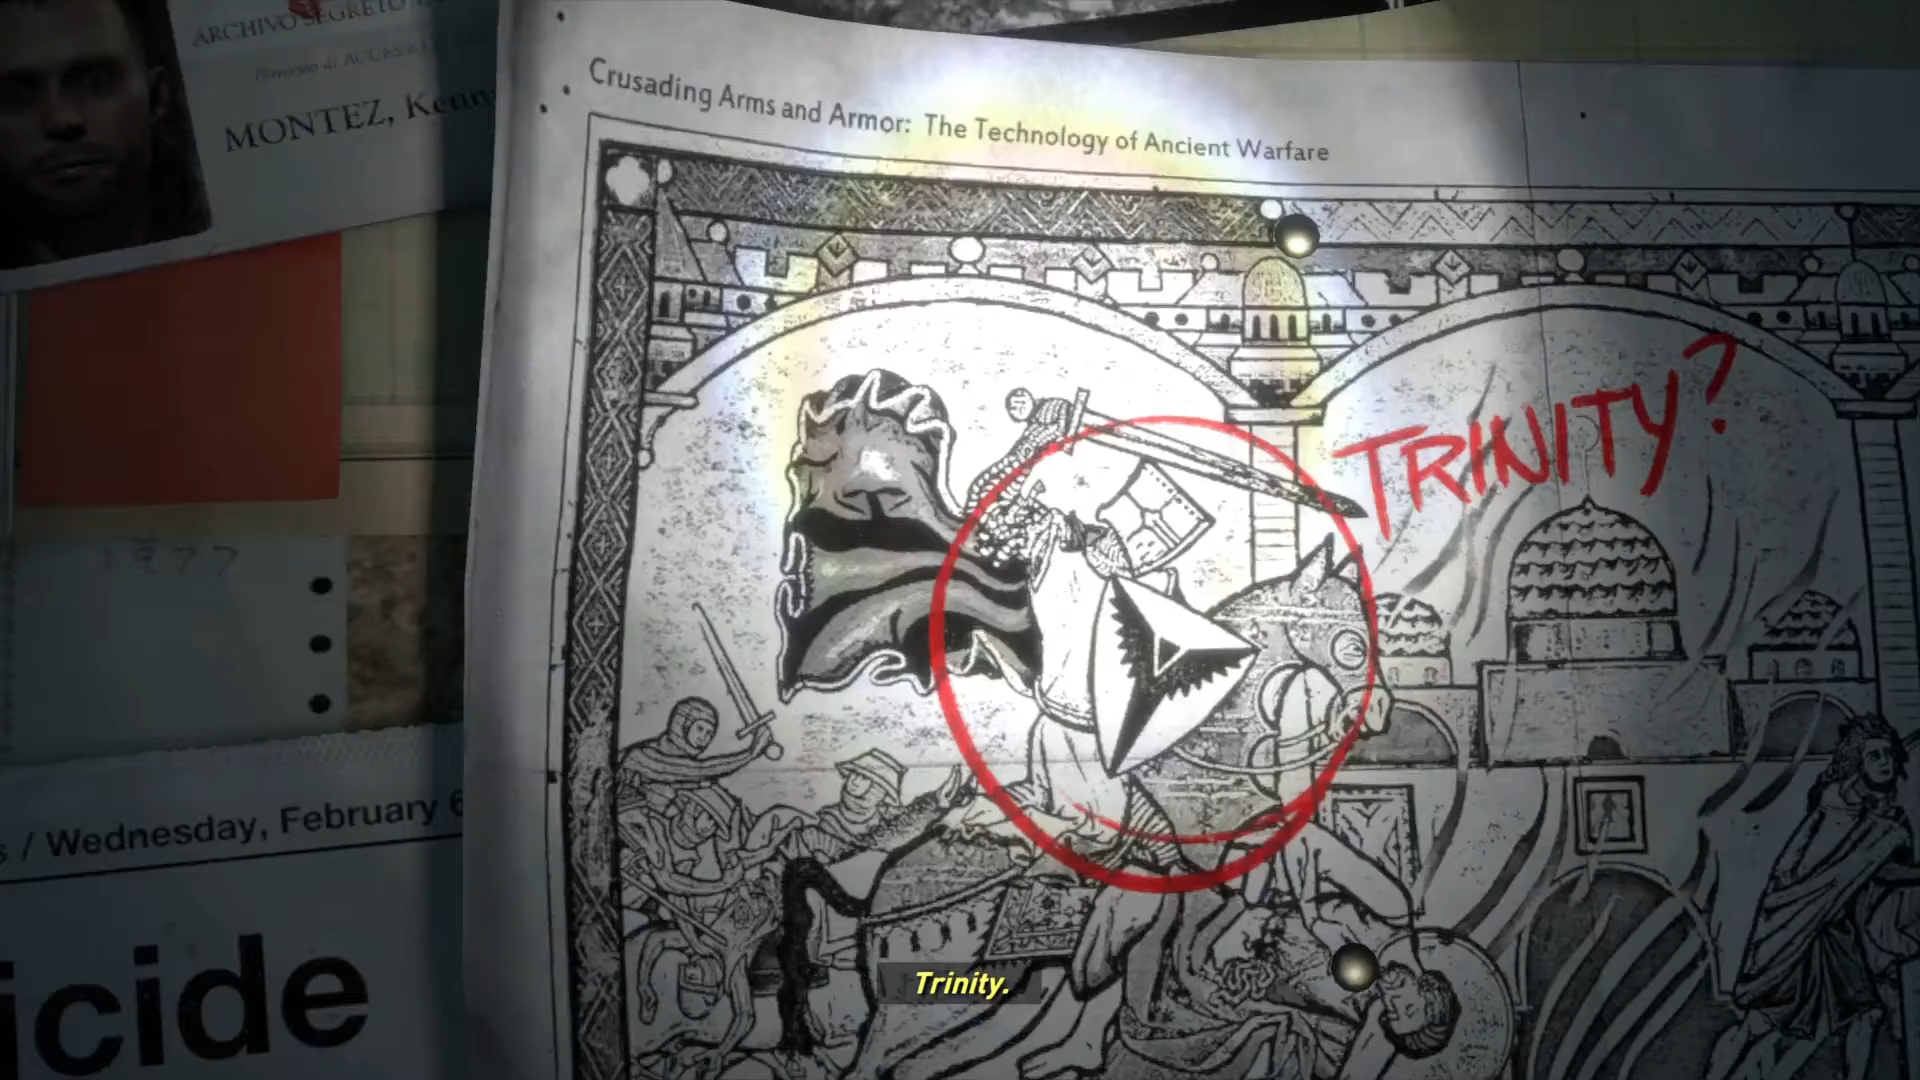 ARCHIVO SEGRETO
MONTEZ, Kenn
Crusading Arms and Armor: The Technology of Ancient Warfare
TRINITY?
1977
s / Wednesday, February 6
icide
Trinity.